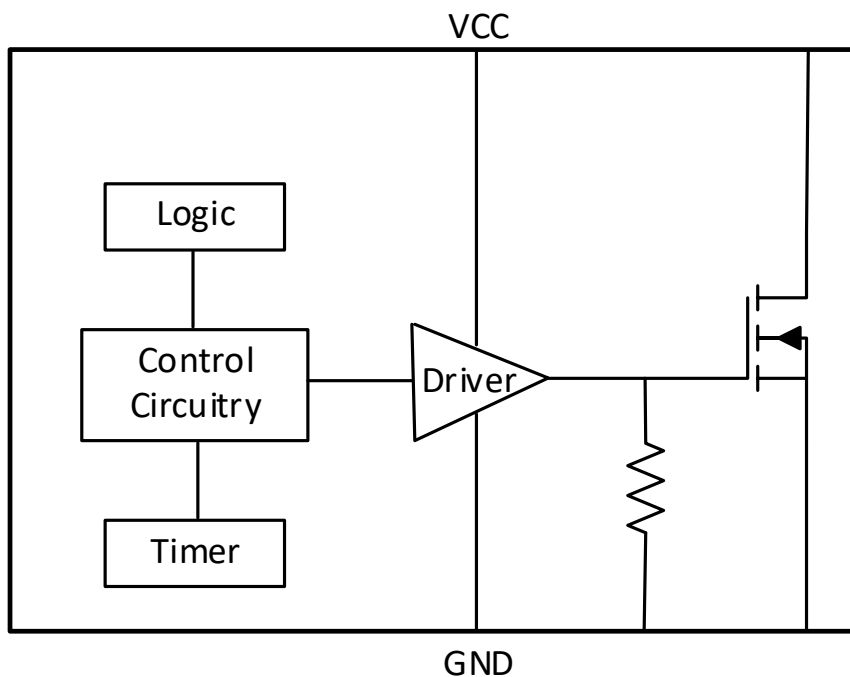 VCC
Logic
Control
Circuitry
Driver
Timer
GND